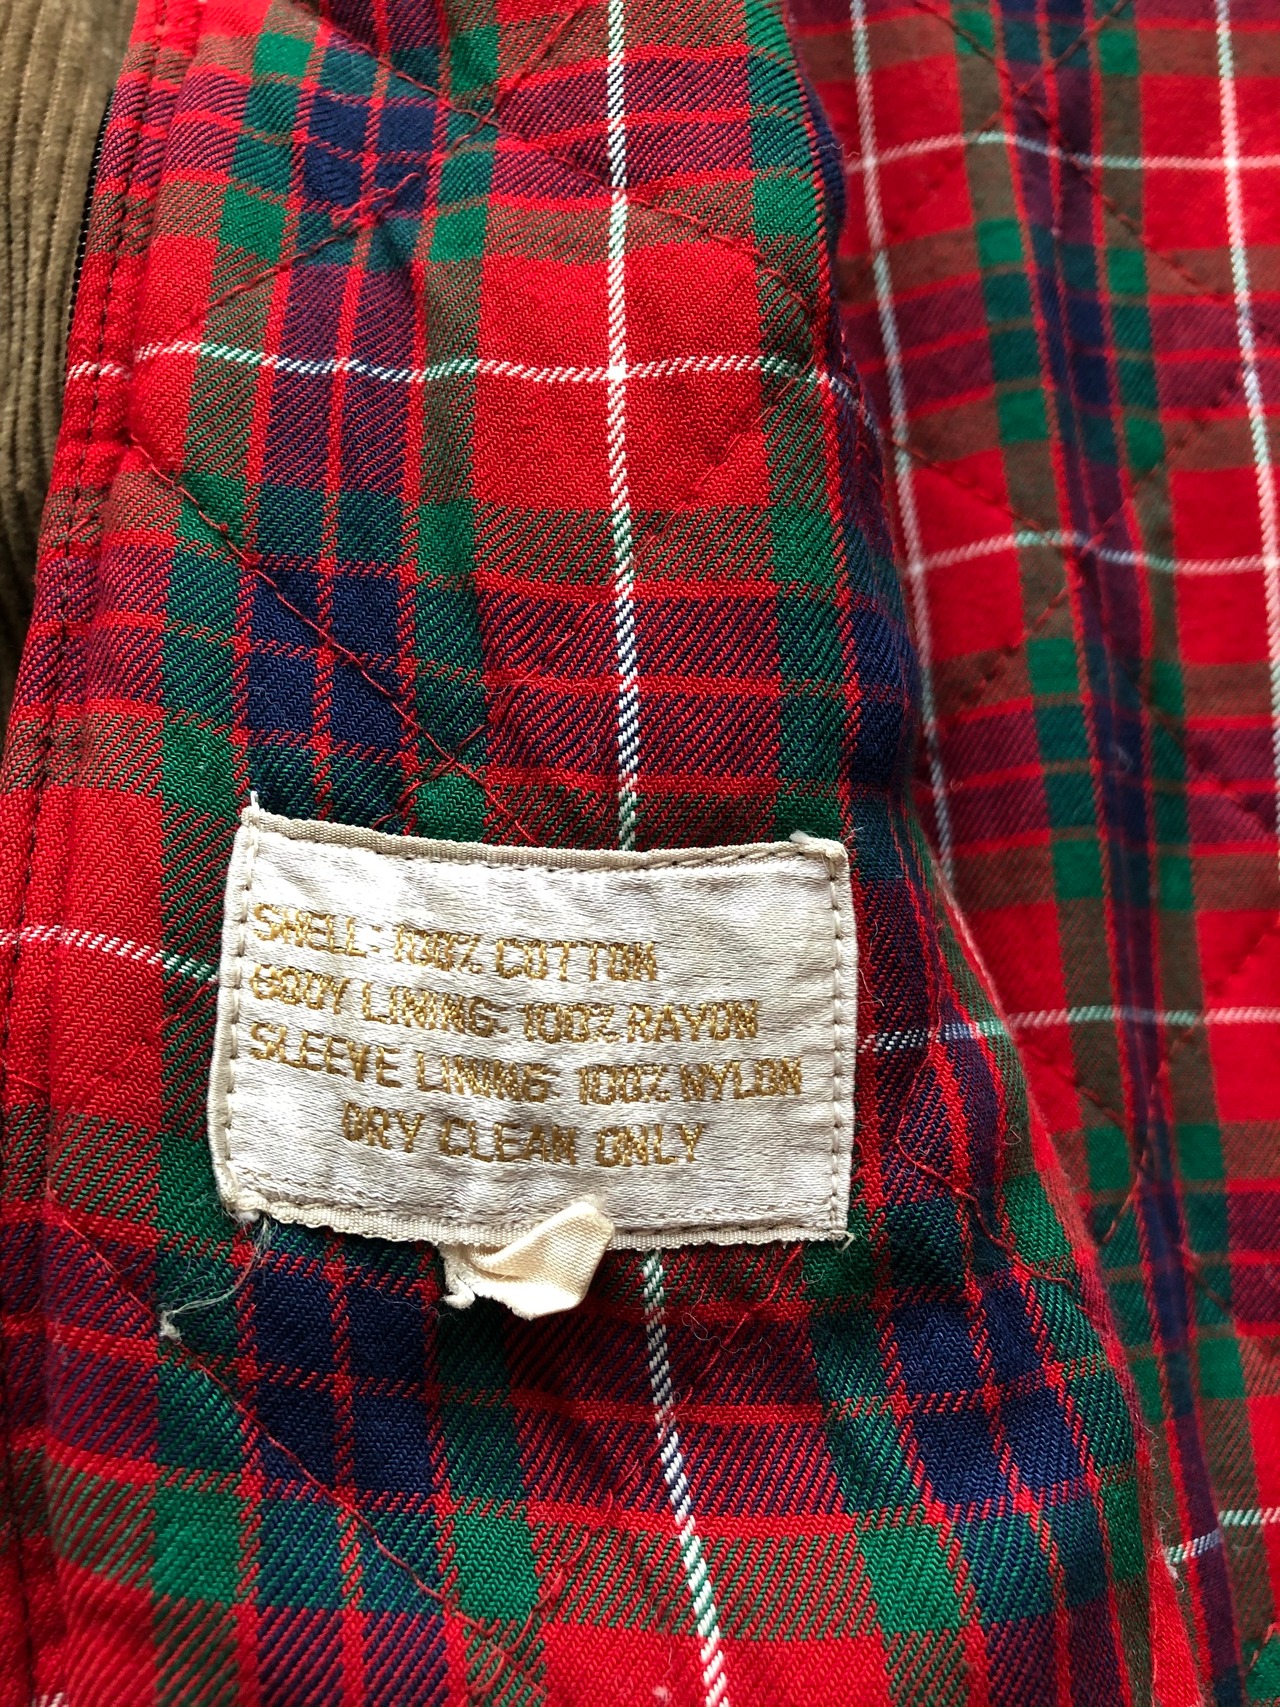 SHELL- 100% COTTON
BODY LINING- 100% RAYON
SLEEVE LINING- 100% NYLON
DRY CLEAN ONLY